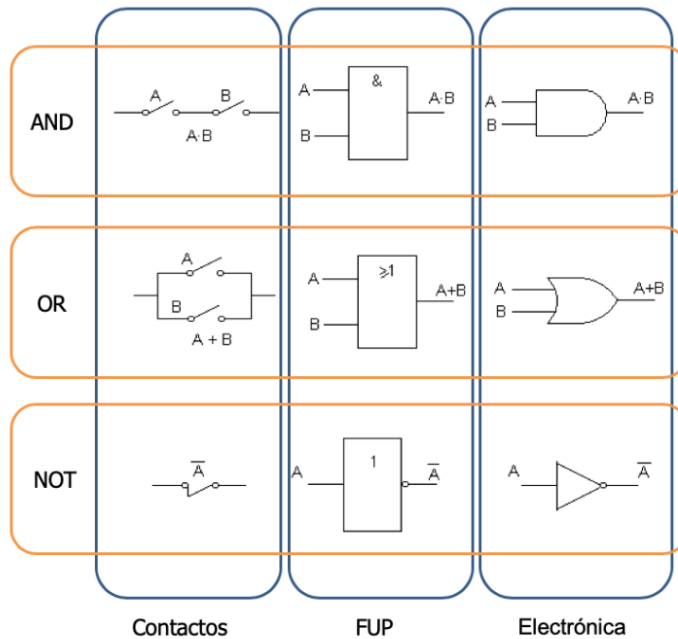 AND
A
B
A·B
&
A
B
A·B
A
B
A·B
OR
A
B
A + B
≥1
A
B
A+B
A
B
A+B
NOT
A̅
1
A
A̅
A
A̅
Contactos
FUP
Electrónica